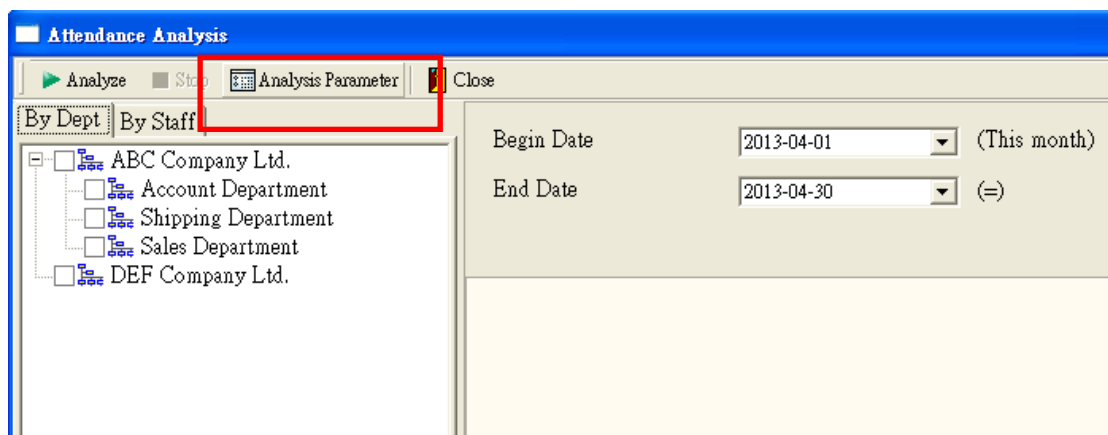 Attendance Analysis
Analyze Stop Analysis Parameter Close
By Dept By Staff
ABC Company Ltd.
Account Department
Shipping Department
Sales Department
DEF Company Ltd.
Begin Date 2013-04-01 (This month)
End Date 2013-04-30 (=)